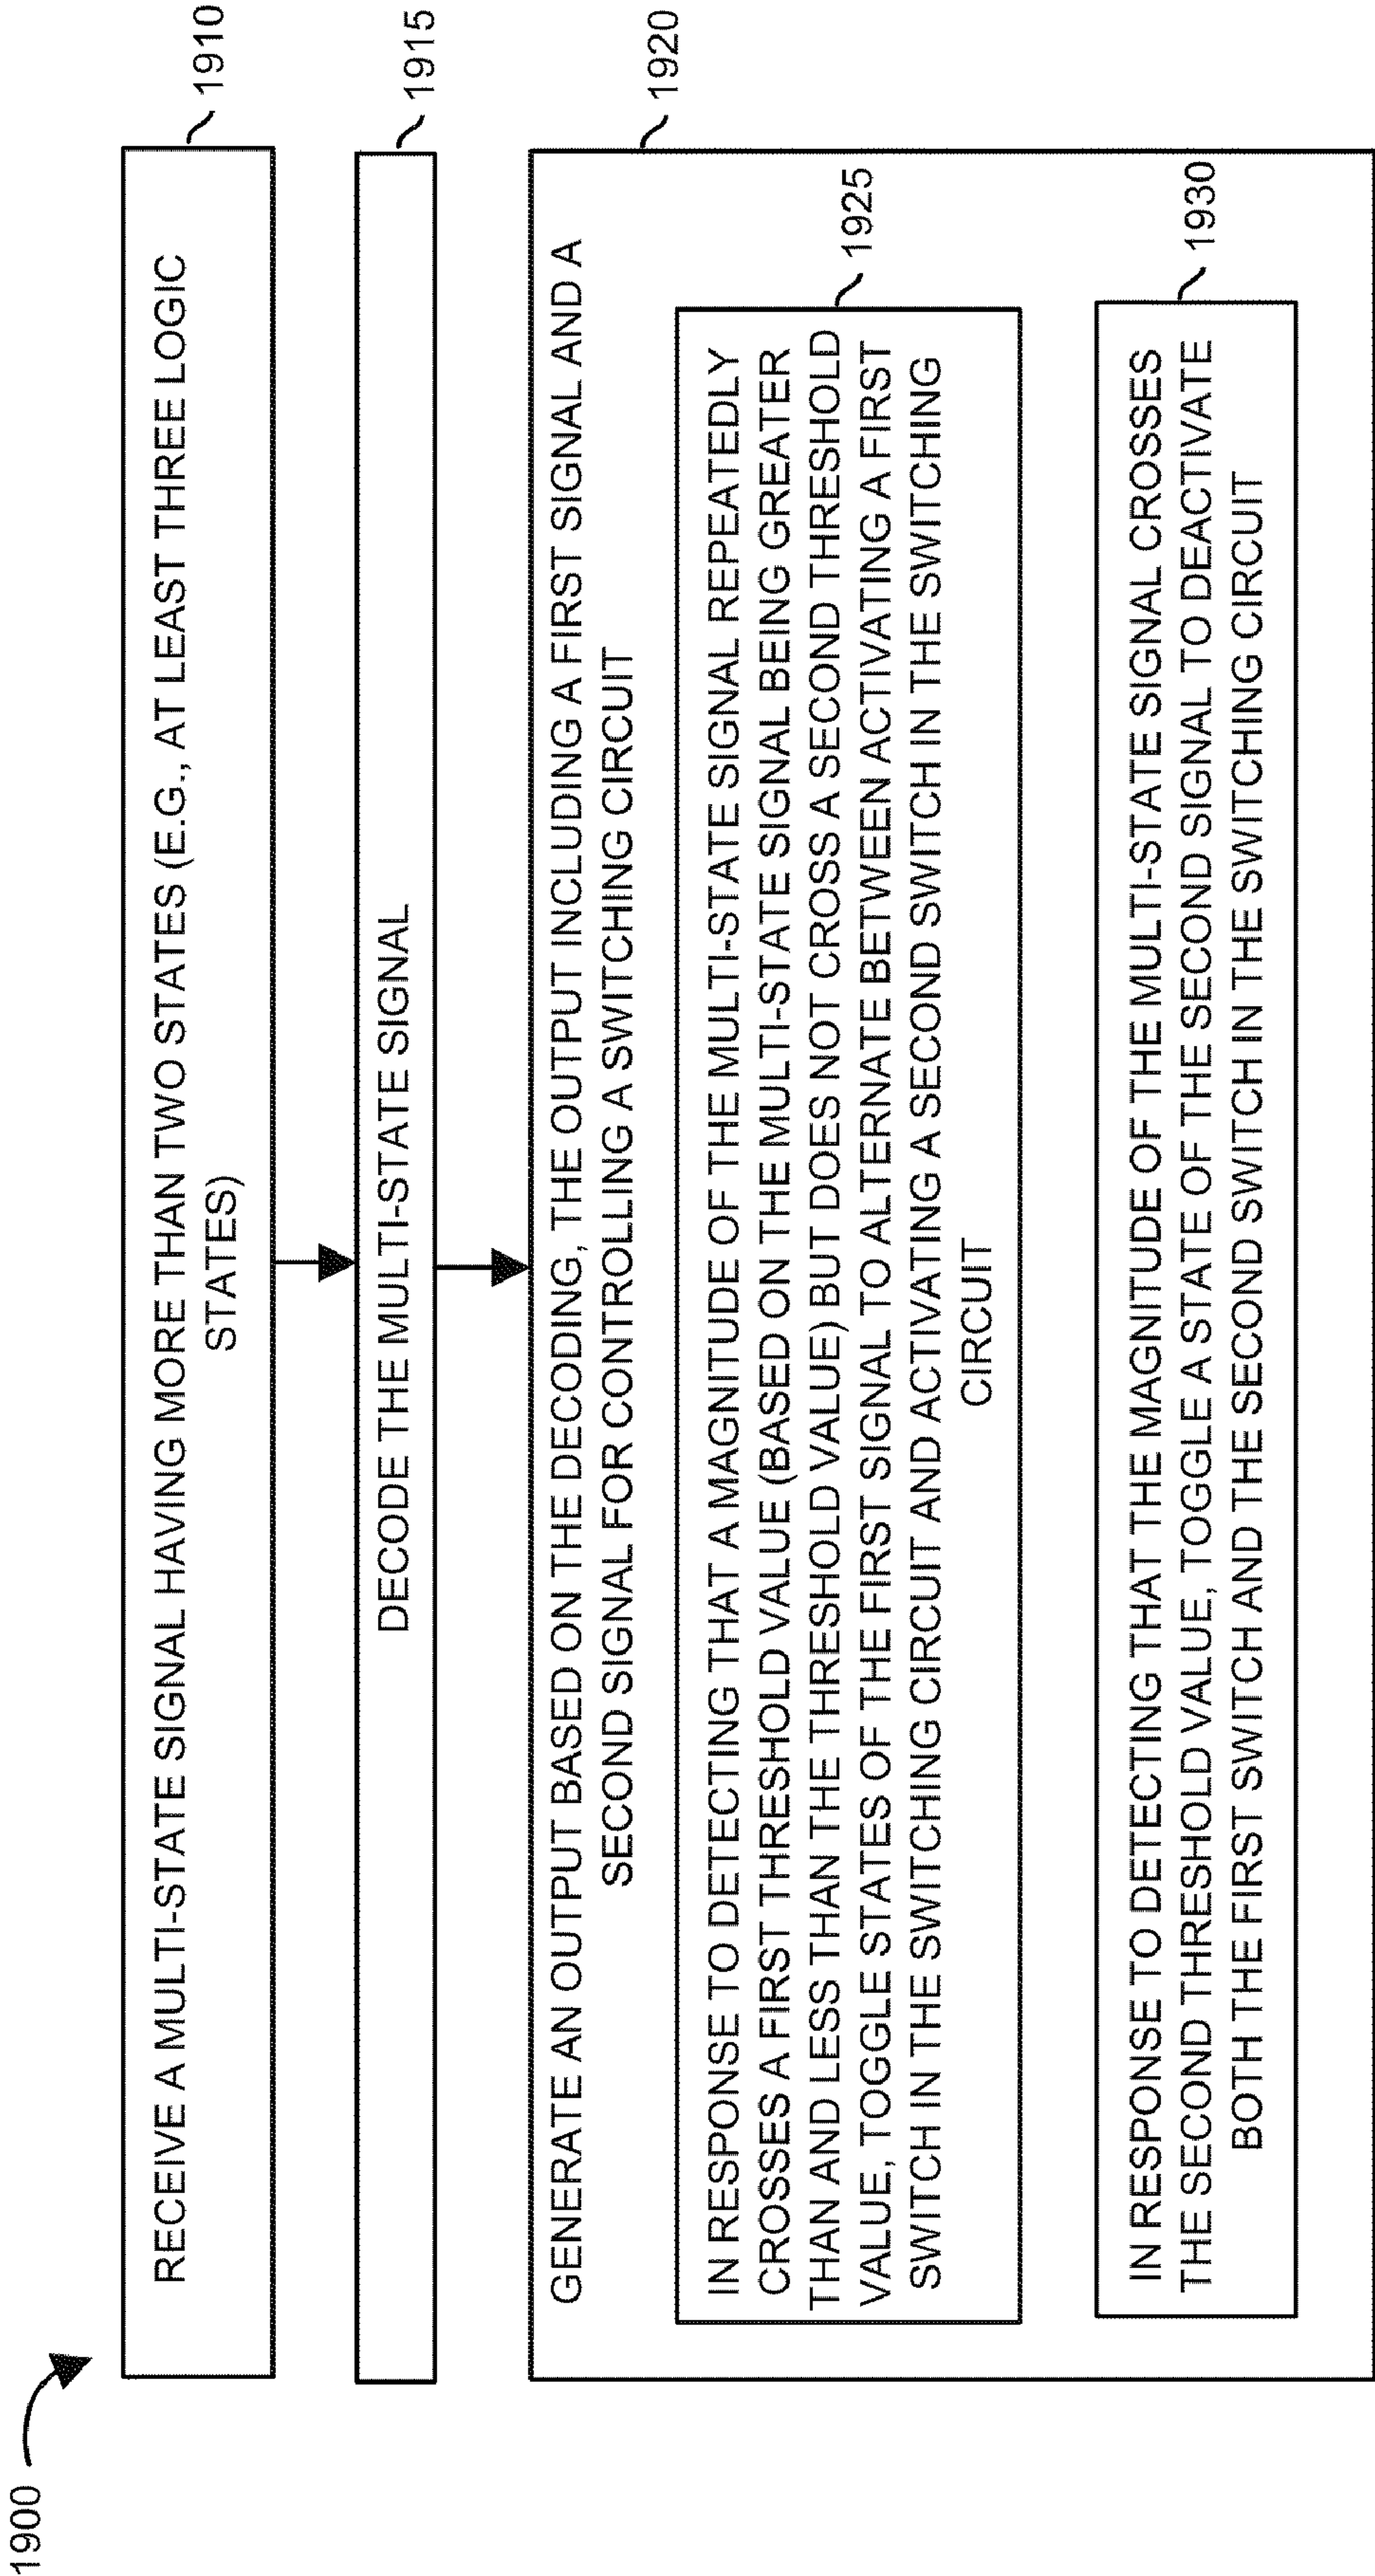 1900
RECEIVE A MULTI-STATE SIGNAL HAVING MORE THAN TWO STATES (E.G., AT LEAST THREE LOGIC
STATES)
1910
DECODE THE MULTI-STATE SIGNAL
1915
GENERATE AN OUTPUT BASED ON THE DECODING, THE OUTPUT INCLUDING A FIRST SIGNAL AND A
SECOND SIGNAL FOR CONTROLLING A SWITCHING CIRCUIT
1920
IN RESPONSE TO DETECTING THAT A MAGNITUDE OF THE MULTI-STATE SIGNAL REPEATEDLY
CROSSES A FIRST THRESHOLD VALUE (BASED ON THE MULTI-STATE SIGNAL BEING GREATER
THAN AND LESS THAN THE THRESHOLD VALUE) BUT DOES NOT CROSS A SECOND THRESHOLD
VALUE, TOGGLE STATES OF THE FIRST SIGNAL TO ALTERNATE BETWEEN ACTIVATING A FIRST
SWITCH IN THE SWITCHING CIRCUIT AND ACTIVATING A SECOND SWITCH IN THE SWITCHING
CIRCUIT
1925
IN RESPONSE TO DETECTING THAT THE MAGNITUDE OF THE MULTI-STATE SIGNAL CROSSES
THE SECOND THRESHOLD VALUE, TOGGLE A STATE OF THE SECOND SIGNAL TO DEACTIVATE
BOTH THE FIRST SWITCH AND THE SECOND SWITCH IN THE SWITCHING CIRCUIT
1930